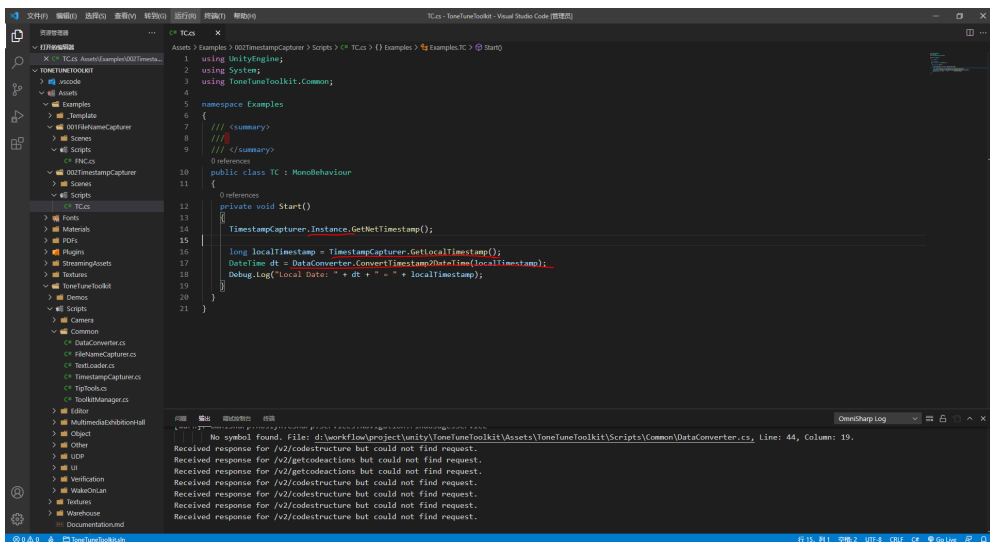 文件(F) 编辑(E) 选择(S) 查看(V) 转到(G) 运行(R) 终端(T) 帮助(H)
TC.cs - ToneTuneToolkit - Visual Studio Code [管理员]
资源管理器
打开的编辑器
TC.cs Assets\Examples\002Timesta...
TONETUNETOOLKIT
.vscode
Assets
Examples
_Template
001FileNameCapturer
Scenes
Scripts
FNC.cs
002TimestampCapturer
Scenes
Scripts
TC.cs
Fonts
Materials
PDFs
Plugins
StreamingAssets
Textures
ToneTuneToolkit
Demos
Scripts
Camera
Common
DataConverter.cs
FileNameCapturer.cs
TextLoader.cs
TimestampCapturer.cs
TipTools.cs
ToolkitManager.cs
Editor
MultimediaExhibitionHall
Object
Other
UDP
UI
Verification
WakeOnLan
Textures
Warehouse
Documentation.md
TC.cs
Assets > Examples > 002TimestampCapturer > Scripts > TC.cs > {} Examples > Examples.TC > Start()
1 using UnityEngine;
2 using System;
3 using ToneTuneToolkit.Common;
4
5 namespace Examples
6 {
7 /// <summary>
8 ///
9 /// </summary>
0 references
10 public class TC : MonoBehaviour
11 {
0 references
12 private void Start()
13 {
14 TimestampCapturer.Instance.GetNetTimestamp();
15
16 long localTimestamp = TimestampCapturer.GetLocalTimestamp();
17 DateTime dt = DataConverter.ConvertTimestamp2DateTime(localTimestamp);
18 Debug.Log("Local Date: " + dt + " = " + localTimestamp);
19 }
20 }
21 }
问题 输出 调试控制台 终端
OmniSharp Log
No symbol found. File: d:\workflow\project\unity\ToneTuneToolkit\Assets\ToneTuneToolkit\Scripts\Common\DataConverter.cs, Line: 44, Column: 19.
Received response for /v2/codestructure but could not find request.
Received response for /v2/getcodeactions but could not find request.
Received response for /v2/getcodeactions but could not find request.
Received response for /v2/codestructure but could not find request.
Received response for /v2/codestructure but could not find request.
Received response for /v2/codestructure but could not find request.
Received response for /v2/codestructure but could not find request.
0 0 ToneTuneToolkit.sln
行 15, 列 1 空格: 2 UTF-8 CRLF C# Go Live